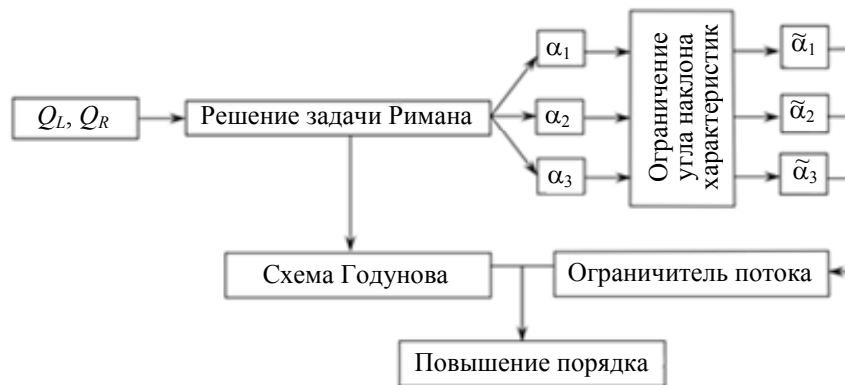 Q_L, Q_R
Решение задачи Римана
α₁
α₂
α₃
Ограничение
угла наклона
характеристик
α̃₁
α̃₂
α̃₃
Схема Годунова
Ограничитель потока
Повышение порядка